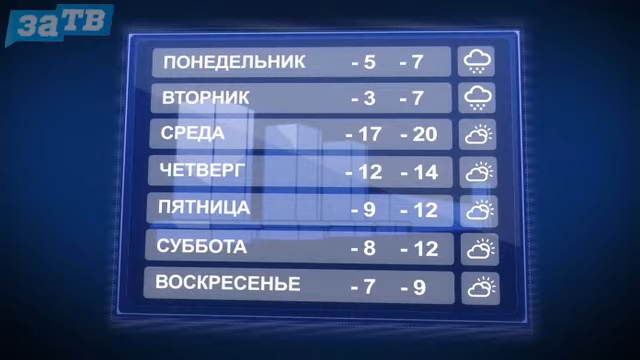 заТВ
ПОНЕДЕЛЬНИК - 5 - 7
ВТОРНИК - 3 - 7
СРЕДА - 17 - 20
ЧЕТВЕРГ - 12 - 14
ПЯТНИЦА - 9 - 12
СУББОТА - 8 - 12
ВОСКРЕСЕНЬЕ - 7 - 9